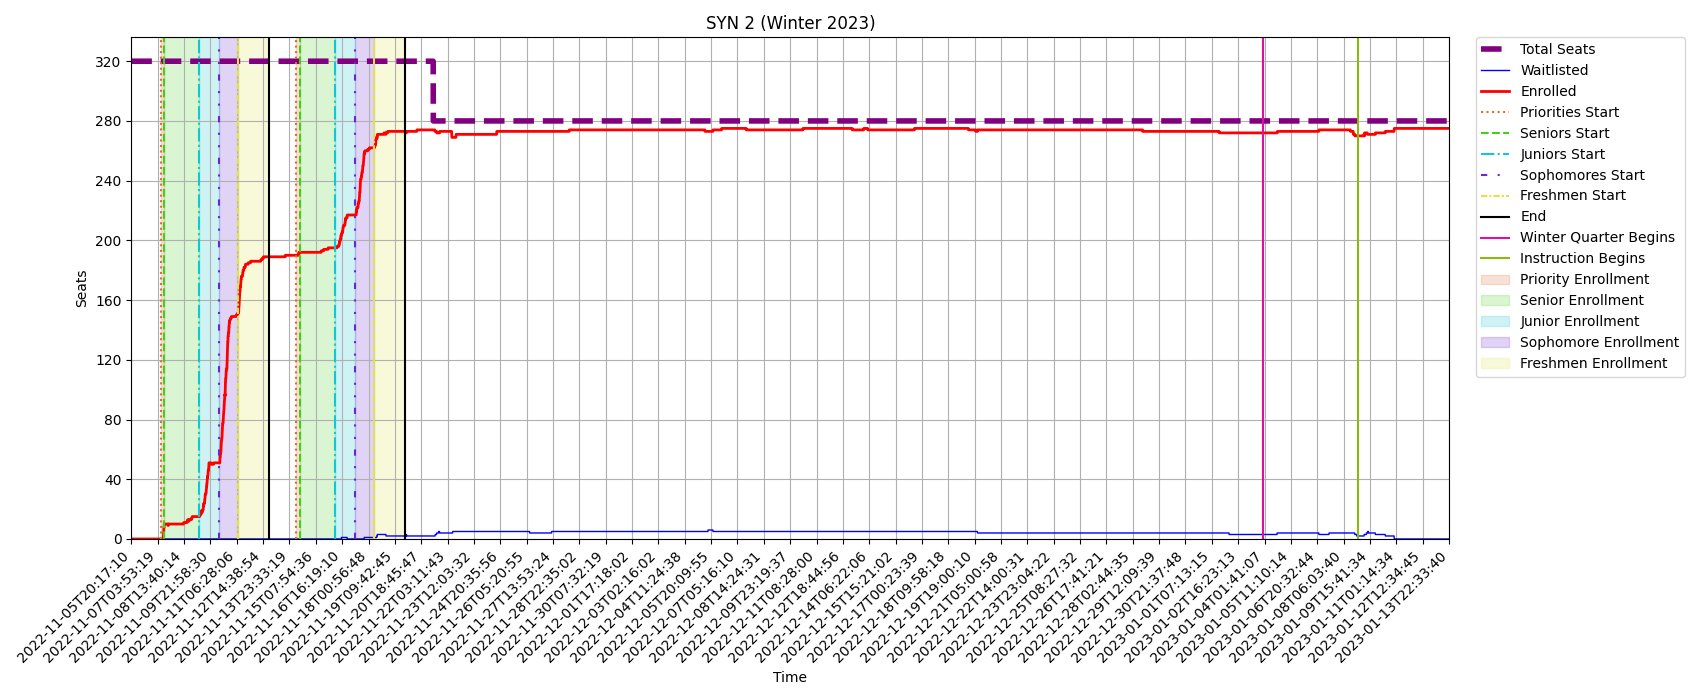 SYN 2 (Winter 2023)
Seats
320
280
240
200
160
120
80
40
0
2022-11-05T20:17:10
2022-11-07T03:53:19
2022-11-08T13:40:14
2022-11-09T21:58:30
2022-11-11T06:28:06
2022-11-12T14:38:54
2022-11-13T23:33:19
2022-11-15T07:54:36
2022-11-16T16:19:10
2022-11-18T00:56:48
2022-11-19T09:42:45
2022-11-20T18:45:47
2022-11-22T03:11:43
2022-11-23T12:03:32
2022-11-24T20:35:56
2022-11-26T05:20:55
2022-11-27T13:53:24
2022-11-28T22:35:02
2022-11-30T07:32:19
2022-12-01T17:18:02
2022-12-03T02:16:02
2022-12-04T11:24:38
2022-12-05T20:09:55
2022-12-07T05:16:10
2022-12-08T14:24:31
2022-12-09T23:19:37
2022-12-11T08:28:00
2022-12-12T18:44:56
2022-12-14T06:22:06
2022-12-15T15:21:02
2022-12-17T00:23:39
2022-12-18T09:58:18
2022-12-19T19:00:10
2022-12-21T05:00:58
2022-12-22T14:00:31
2022-12-23T23:04:22
2022-12-25T08:27:32
2022-12-26T17:41:21
2022-12-28T02:44:35
2022-12-29T12:09:39
2022-12-30T21:37:48
2023-01-01T07:13:15
2023-01-02T16:23:13
2023-01-04T01:41:07
2023-01-05T11:10:14
2023-01-06T20:32:44
2023-01-08T06:03:40
2023-01-09T15:41:34
2023-01-11T01:14:34
2023-01-12T12:34:45
2023-01-13T22:33:40
Time
Total Seats
Waitlisted
Enrolled
Priorities Start
Seniors Start
Juniors Start
Sophomores Start
Freshmen Start
End
Winter Quarter Begins
Instruction Begins
Priority Enrollment
Senior Enrollment
Junior Enrollment
Sophomore Enrollment
Freshmen Enrollment